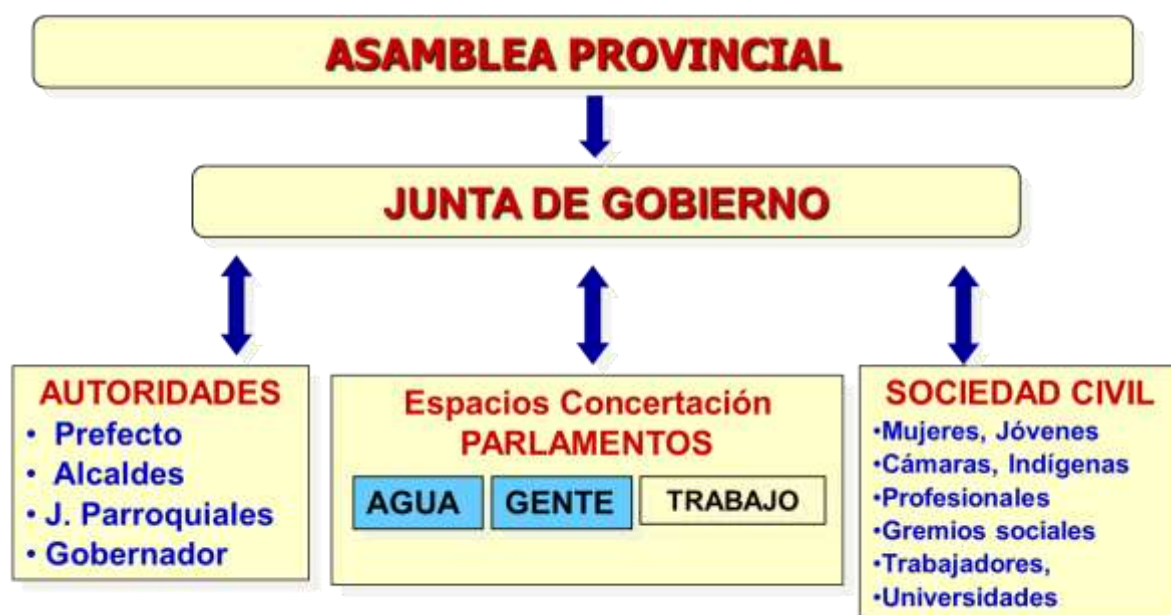 ASAMBLEA PROVINCIAL
JUNTA DE GOBIERNO
AUTORIDADES
• Prefecto
• Alcaldes
• J. Parroquiales
• Gobernador
Espacios Concertación
PARLAMENTOS
AGUA GENTE TRABAJO
SOCIEDAD CIVIL
•Mujeres, Jóvenes
•Cámaras, Indígenas
•Profesionales
•Gremios sociales
•Trabajadores,
•Universidades